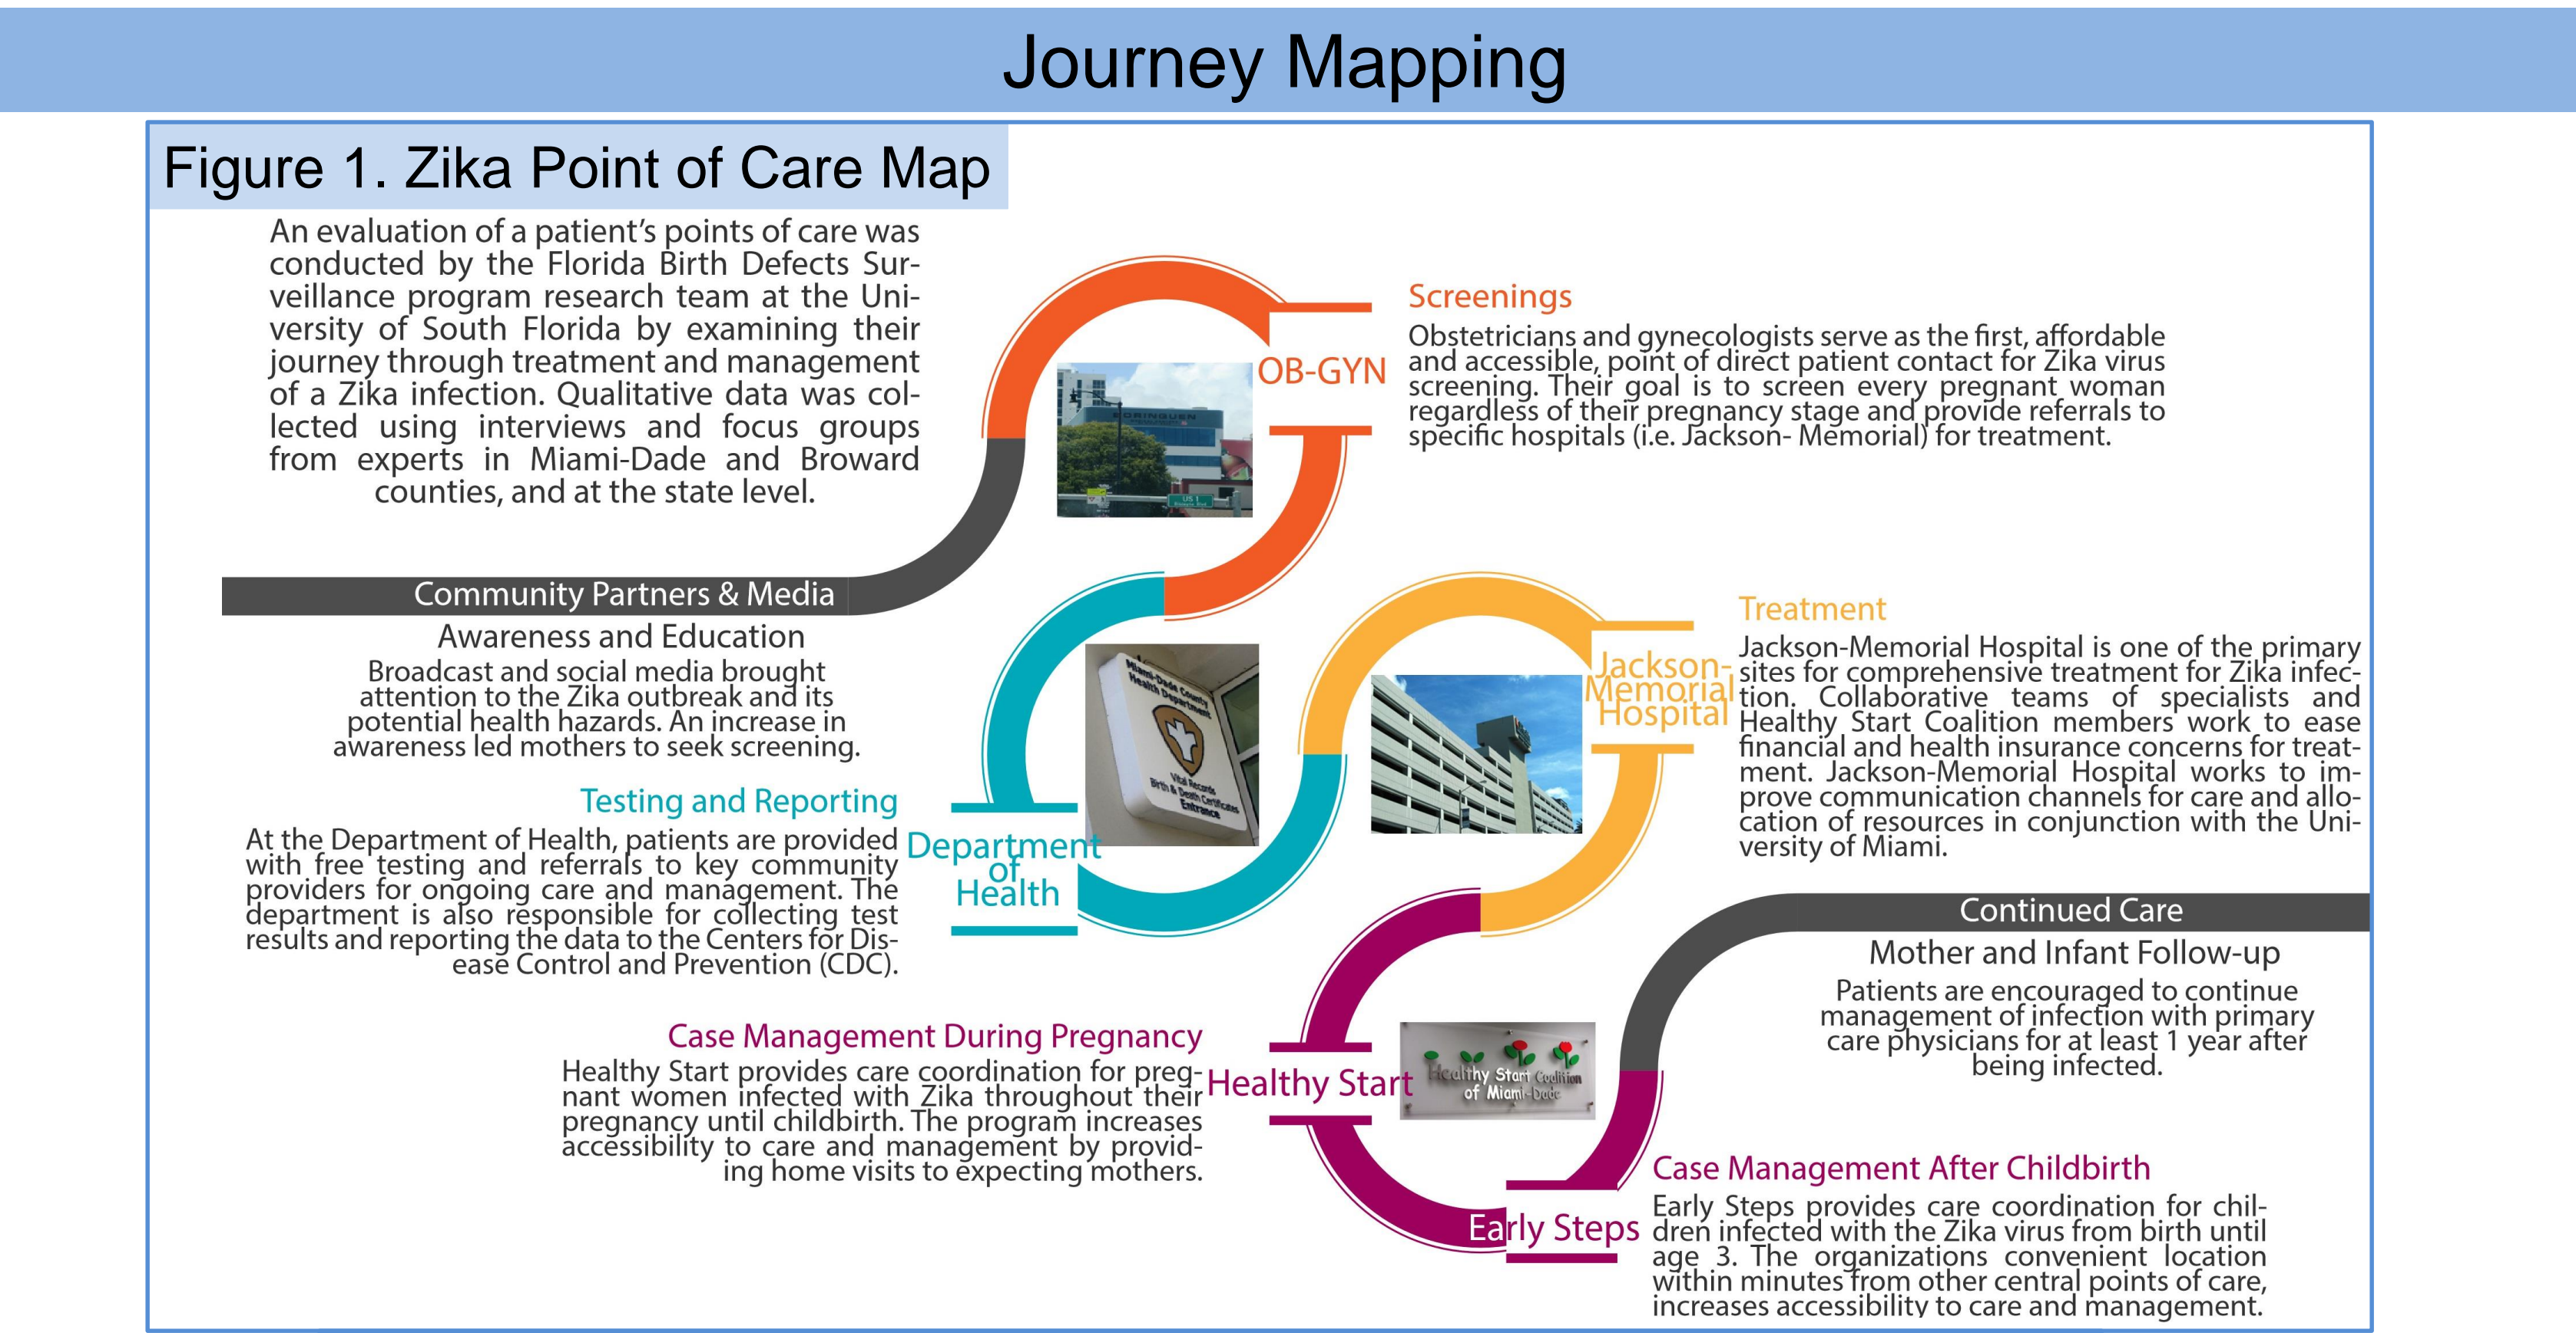 Journey Mapping
Figure 1. Zika Point of Care Map
An evaluation of a patient's points of care was
conducted by the Florida Birth Defects Sur-
veillance program research team at the Uni-
versity of South Florida by examining their
journey through treatment and management
of a Zika infection. Qualitative data was col-
lected using interviews and focus groups
from experts in Miami-Dade and Broward
counties, and at the state level.
Community Partners & Media
Awareness and Education
Broadcast and social media brought
attention to the Zika outbreak and its
potential health hazards. An increase in
awareness led mothers to seek screening.
BORINQUEN
US 1
OB-GYN
Screenings
Obstetricians and gynecologists serve as the first, affordable
and accessible, point of direct patient contact for Zika virus
screening. Their goal is to screen every pregnant woman
regardless of their pregnancy stage and provide referrals to
specific hospitals (i.e. Jackson- Memorial) for treatment.
Testing and Reporting
At the Department of Health, patients are provided
with free testing and referrals to key community
providers for ongoing care and management. The
department is also responsible for collecting test
results and reporting the data to the Centers for Dis-
ease Control and Prevention (CDC).
Department
of
Health
Miami-Dade County
Health Department
Vital Records
Birth & Death Certificates
Entrance
Jackson-
Memorial
Hospital
Treatment
Jackson-Memorial Hospital is one of the primary
sites for comprehensive treatment for Zika infec-
tion. Collaborative teams of specialists and
Healthy Start Coalition members work to ease
financial and health insurance concerns for treat-
ment. Jackson-Memorial Hospital works to im-
prove communication channels for care and allo-
cation of resources in conjunction with the Uni-
versity of Miami.
Case Management During Pregnancy
Healthy Start provides care coordination for preg-
nant women infected with Zika throughout their
pregnancy until childbirth. The program increases
accessibility to care and management by provid-
ing home visits to expecting mothers.
Healthy Start
Healthy Start Coalition
of Miami-Dade
Early Steps
Case Management After Childbirth
Early Steps provides care coordination for chil-
dren infected with the Zika virus from birth until
age 3. The organizations convenient location
within minutes from other central points of care,
increases accessibility to care and management.
Continued Care
Mother and Infant Follow-up
Patients are encouraged to continue
management of infection with primary
care physicians for at least 1 year after
being infected.